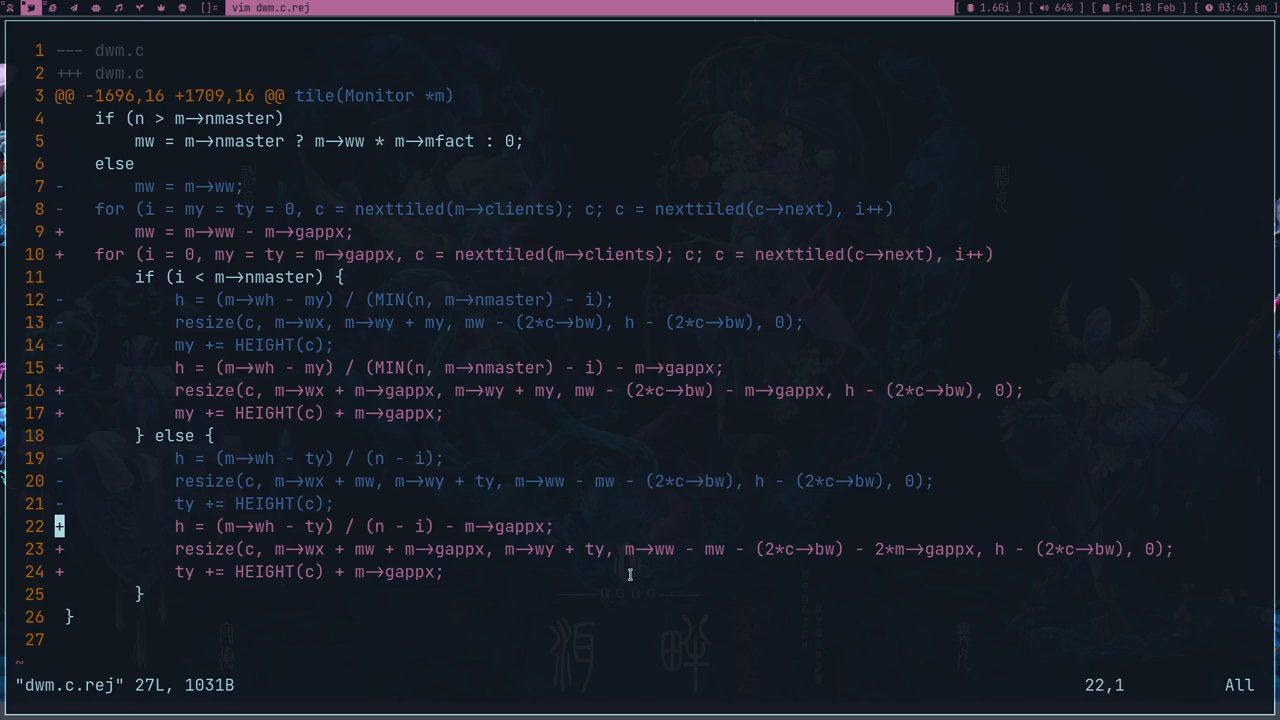 []= vim dwm.c.rej [ 1.6Gi ] [ 64% ] [ Fri 18 Feb ] [ 03:43 am ]
1 --- dwm.c
2 +++ dwm.c
3 @@ -1696,16 +1709,16 @@ tile(Monitor *m)
4 if (n > m->nmaster)
5 mw = m->nmaster ? m->ww * m->mfact : 0;
6 else
7 - mw = m->ww;
8 - for (i = my = ty = 0, c = nexttiled(m->clients); c; c = nexttiled(c->next), i++)
9 + mw = m->ww - m->gappx;
10 + for (i = 0, my = ty = m->gappx, c = nexttiled(m->clients); c; c = nexttiled(c->next), i++)
11 if (i < m->nmaster) {
12 - h = (m->wh - my) / (MIN(n, m->nmaster) - i);
13 - resize(c, m->wx, m->wy + my, mw - (2*c->bw), h - (2*c->bw), 0);
14 - my += HEIGHT(c);
15 + h = (m->wh - my) / (MIN(n, m->nmaster) - i) - m->gappx;
16 + resize(c, m->wx + m->gappx, m->wy + my, mw - (2*c->bw) - m->gappx, h - (2*c->bw), 0);
17 + my += HEIGHT(c) + m->gappx;
18 } else {
19 - h = (m->wh - ty) / (n - i);
20 - resize(c, m->wx + mw, m->wy + ty, m->ww - mw - (2*c->bw), h - (2*c->bw), 0);
21 - ty += HEIGHT(c);
22 + h = (m->wh - ty) / (n - i) - m->gappx;
23 + resize(c, m->wx + mw + m->gappx, m->wy + ty, m->ww - mw - (2*c->bw) - 2*m->gappx, h - (2*c->bw), 0);
24 + ty += HEIGHT(c) + m->gappx;
25 }
26 }
27
~
"dwm.c.rej" 27L, 1031B 22,1 All